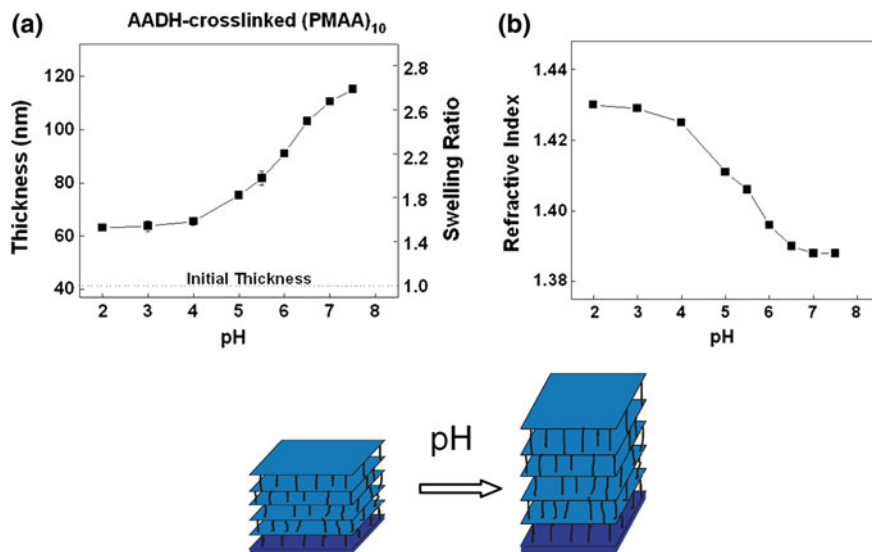 (a)
AADH-crosslinked (PMAA)10
Thickness (nm)
120
100
80
60
40
Initial Thickness
2 3 4 5 6 7 8
pH
2.8
2.6
2.2
1.8
1.4
1.0
Swelling Ratio
(b)
Refractive Index
1.44
1.42
1.40
1.38
2 3 4 5 6 7 8
pH
pH